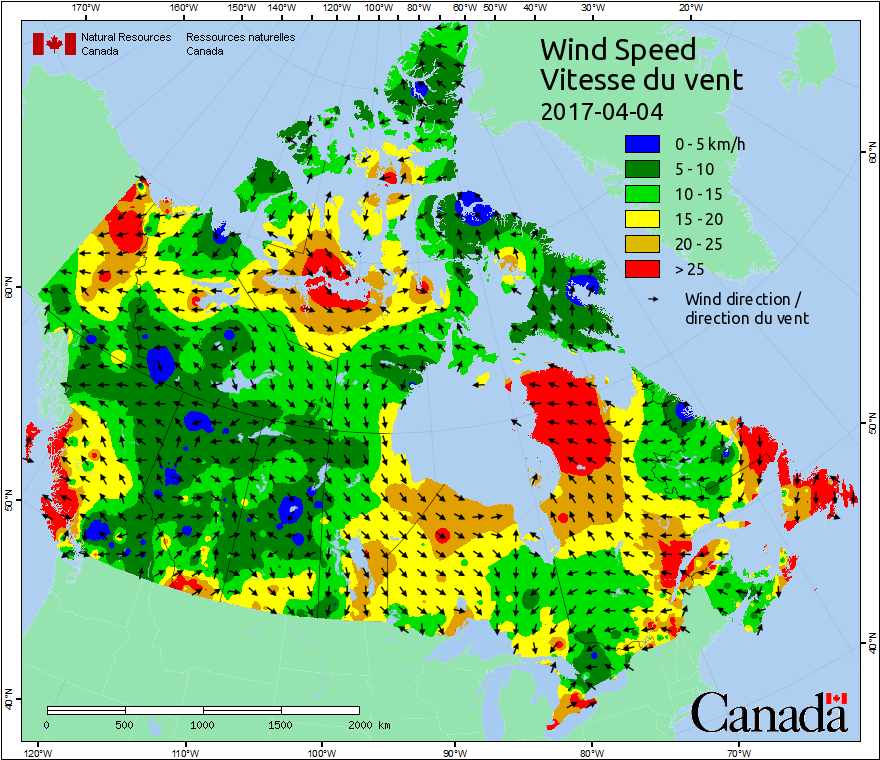 170°W 160°W 150°W 140°W 120°W 100°W 80°W 60°W 50°W 40°W 30°W 20°W
Natural Resources Canada
Ressources naturelles Canada
Wind Speed
Vitesse du vent
2017-04-04
0 - 5 km/h
5 - 10
10 - 15
15 - 20
20 - 25
> 25
Wind direction /
direction du vent
60°N
50°N
40°N
60°N
50°N
40°N
0 500 1000 1500 2000 km
Canada
120°W 110°W 100°W 90°W 80°W 70°W